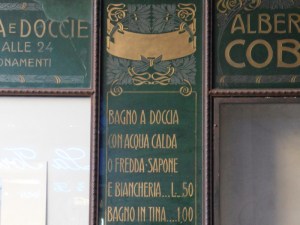 A E DOCCIE
ALLE 24
ONAMENTI
ALBER
COB
BAGNO A DOCCIA
CON ACQUA CALDA
O FREDDA·SAPONE
E BIANCHERIA...L. 50
BAGNO IN TINA.... 1,00